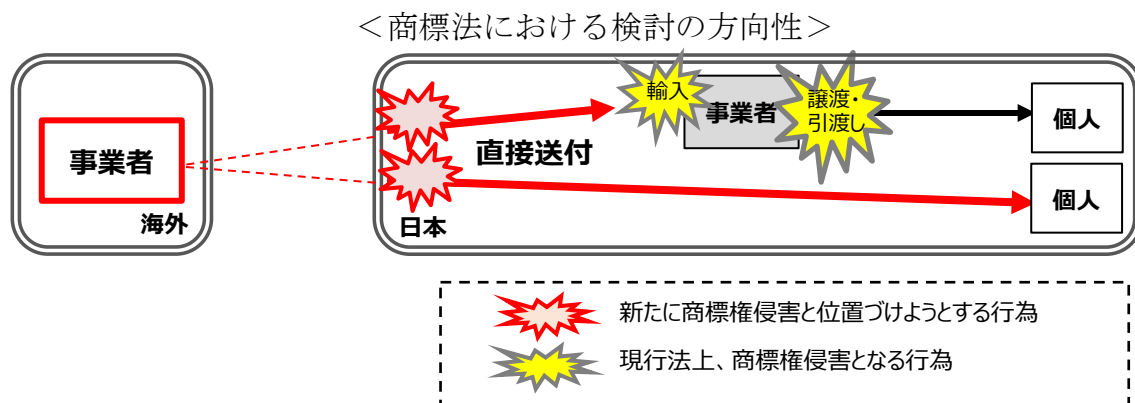 ＜商標法における検討の方向性＞
事業者
海外
直接送付
日本
輸入
事業者
譲渡・
引渡し
個人
個人
新たに商標権侵害と位置づけようとする行為
現行法上、商標権侵害となる行為